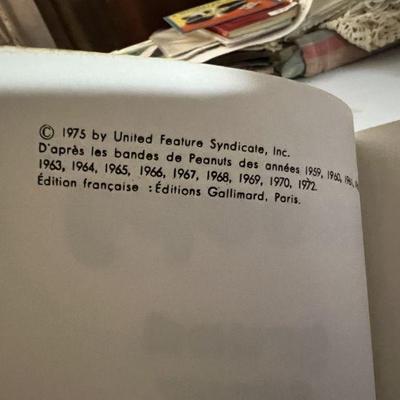 © 1975 by United Feature Syndicate, Inc.
D'après les bandes de Peanuts des années 1959, 1960, 1961,
1963, 1964, 1965, 1966, 1967, 1968, 1969, 1970, 1972.
Édition française : Éditions Gallimard, Paris.